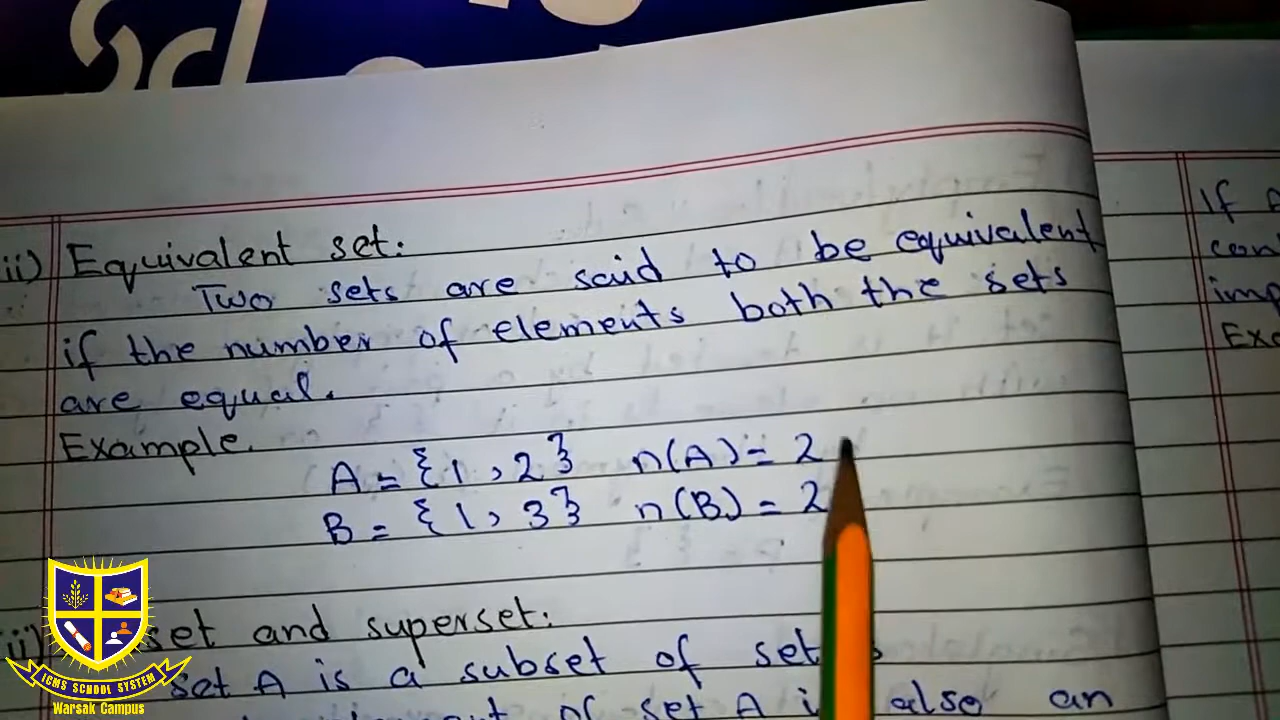 ii) Equivalent set:
Two sets are said to be equivalent
if the number of elements both the sets
are equal.
Example.
A = {1, 2} n(A) = 2
B = {1, 3} n(B) = 2
set and superset:
set A is a subset of set
of set A is also an
If
Exa
ICMS SCHOOL SYSTEM
Warsak Campus